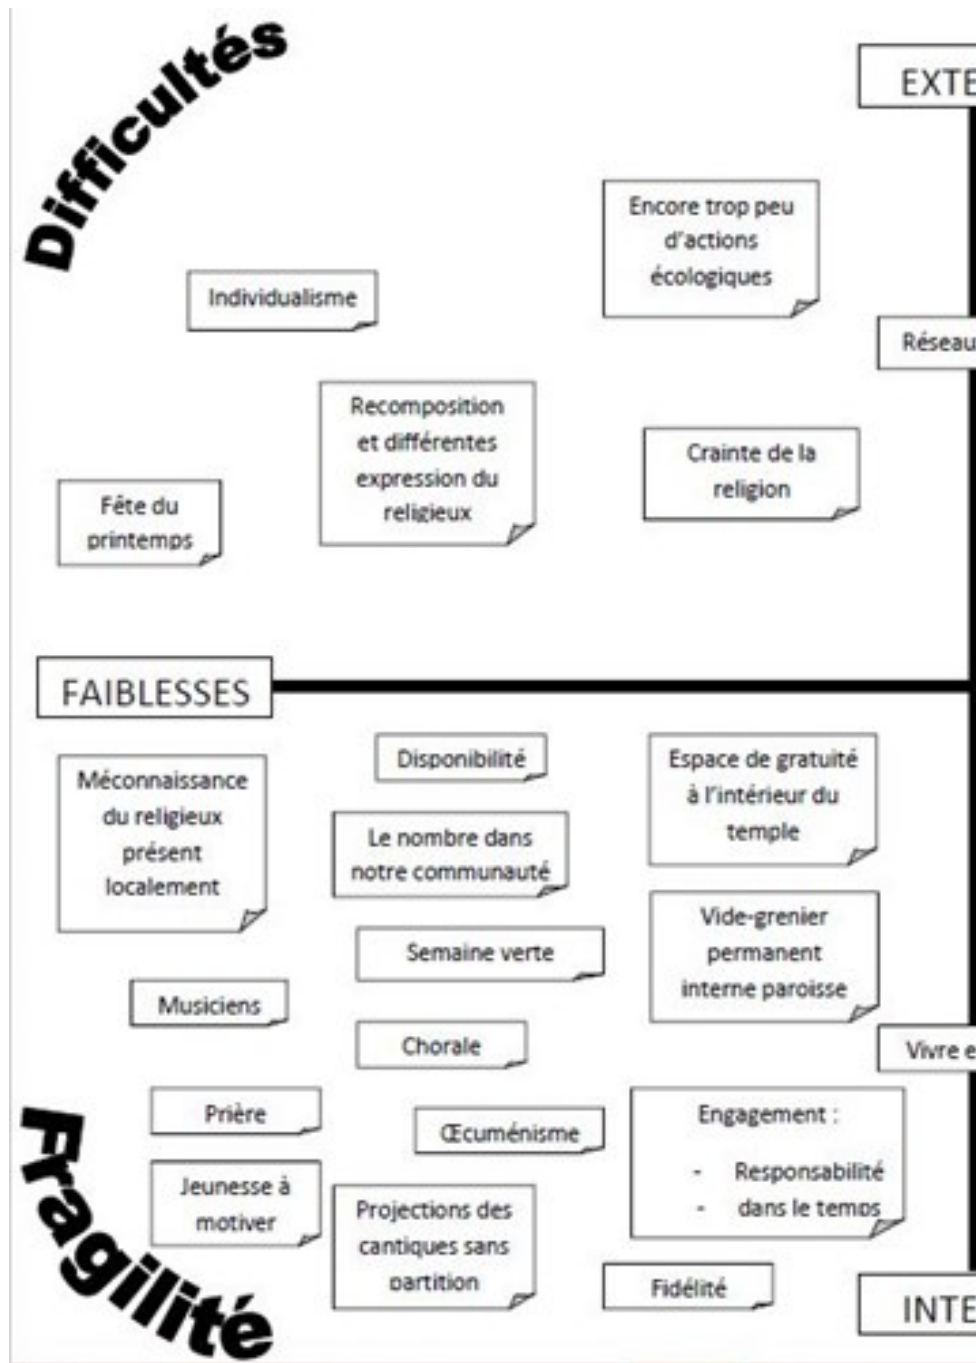 Difficultés
EXTE
Encore trop peu
d'actions
écologiques
Individualisme
Réseau
Recomposition
et différentes
expression du
religieux
Crainte de la
religion
Fête du
printemps
FAIBLESSES
Méconnaissance
du religieux
présent
localement
Disponibilité
Espace de gratuité
à l'intérieur du
temple
Le nombre dans
notre communauté
Vide-grenier
permanent
interne paroisse
Semaine verte
Musiciens
Chorale
Vivre e
Prière
Œcuménisme
Engagement :
- Responsabilité
- dans le temps
Jeunesse à
motiver
Projections des
cantiques sans
partition
Fidélité
Fragilité
INTE